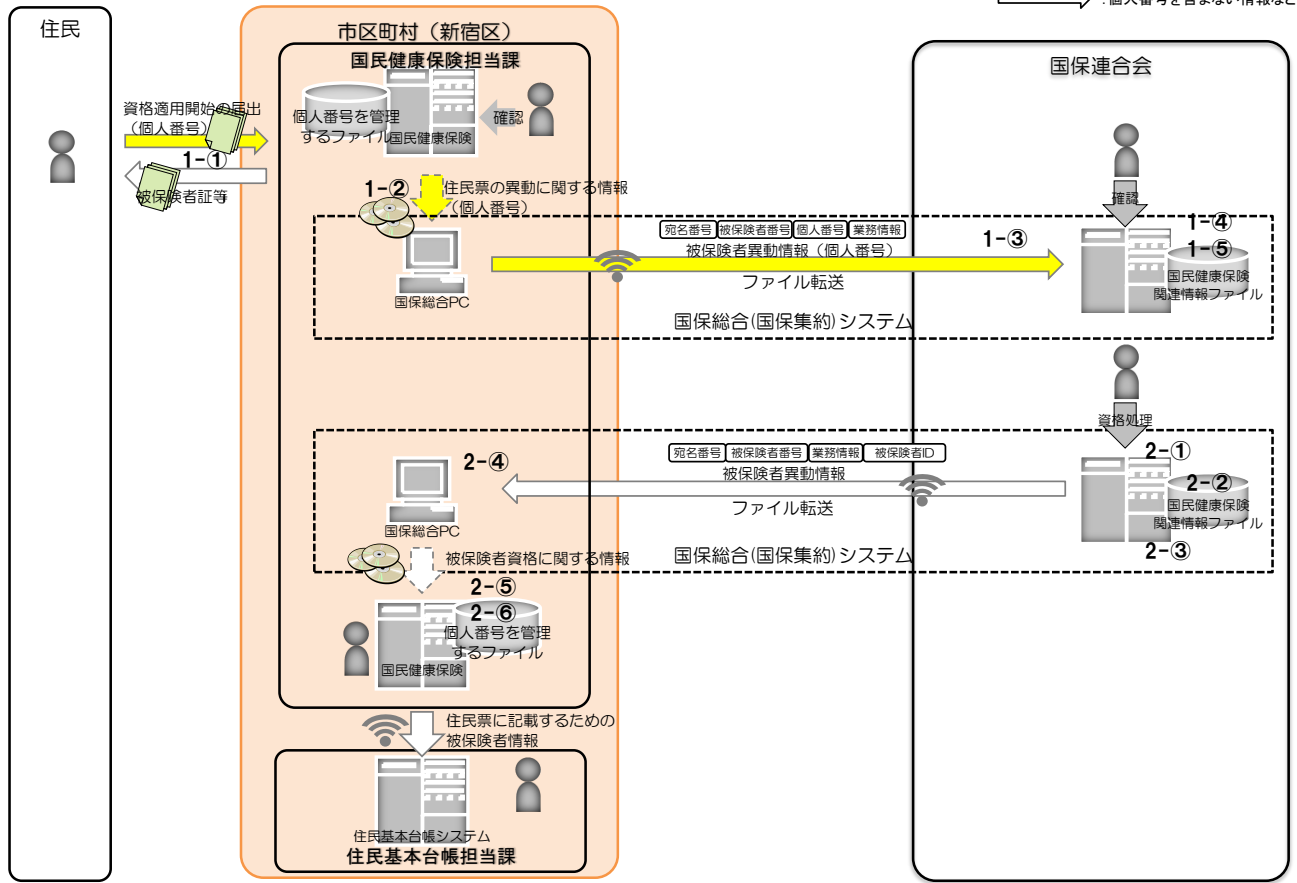 ：個人番号を含まない情報など
住民
市区町村（新宿区）
国民健康保険担当課
国保連合会
個人番号を管理
するファイル
国民健康保険
確認
資格適用開始の届出
（個人番号）
1-①
被保険者証等
1-②
住民票の異動に関する情報
（個人番号）
国保総合PC
宛名番号
被保険者番号
個人番号
業務情報
被保険者異動情報（個人番号）
ファイル転送
1-③
国保総合(国保集約)システム
確認
1-④
1-⑤
国民健康保険
関連情報ファイル
資格処理
2-①
2-②
国民健康保険
関連情報ファイル
2-③
宛名番号
被保険者番号
業務情報
被保険者ID
被保険者異動情報
ファイル転送
国保総合(国保集約)システム
2-④
国保総合PC
被保険者資格に関する情報
2-⑤
2-⑥
個人番号を管理
するファイル
国民健康保険
住民票に記載するための
被保険者情報
住民基本台帳システム
住民基本台帳担当課